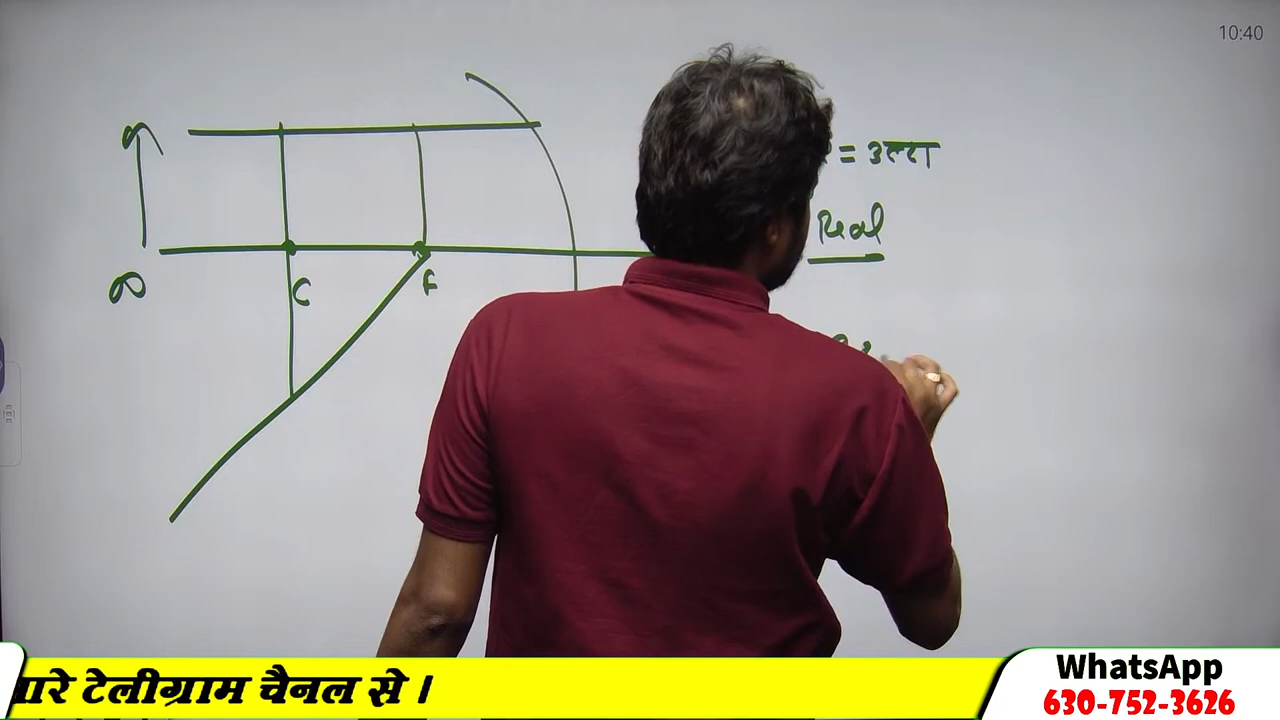 10:40
= उल्टा
Real
∞
C
F
ारे टेलीग्राम चैनल से ।
WhatsApp
630-752-3626